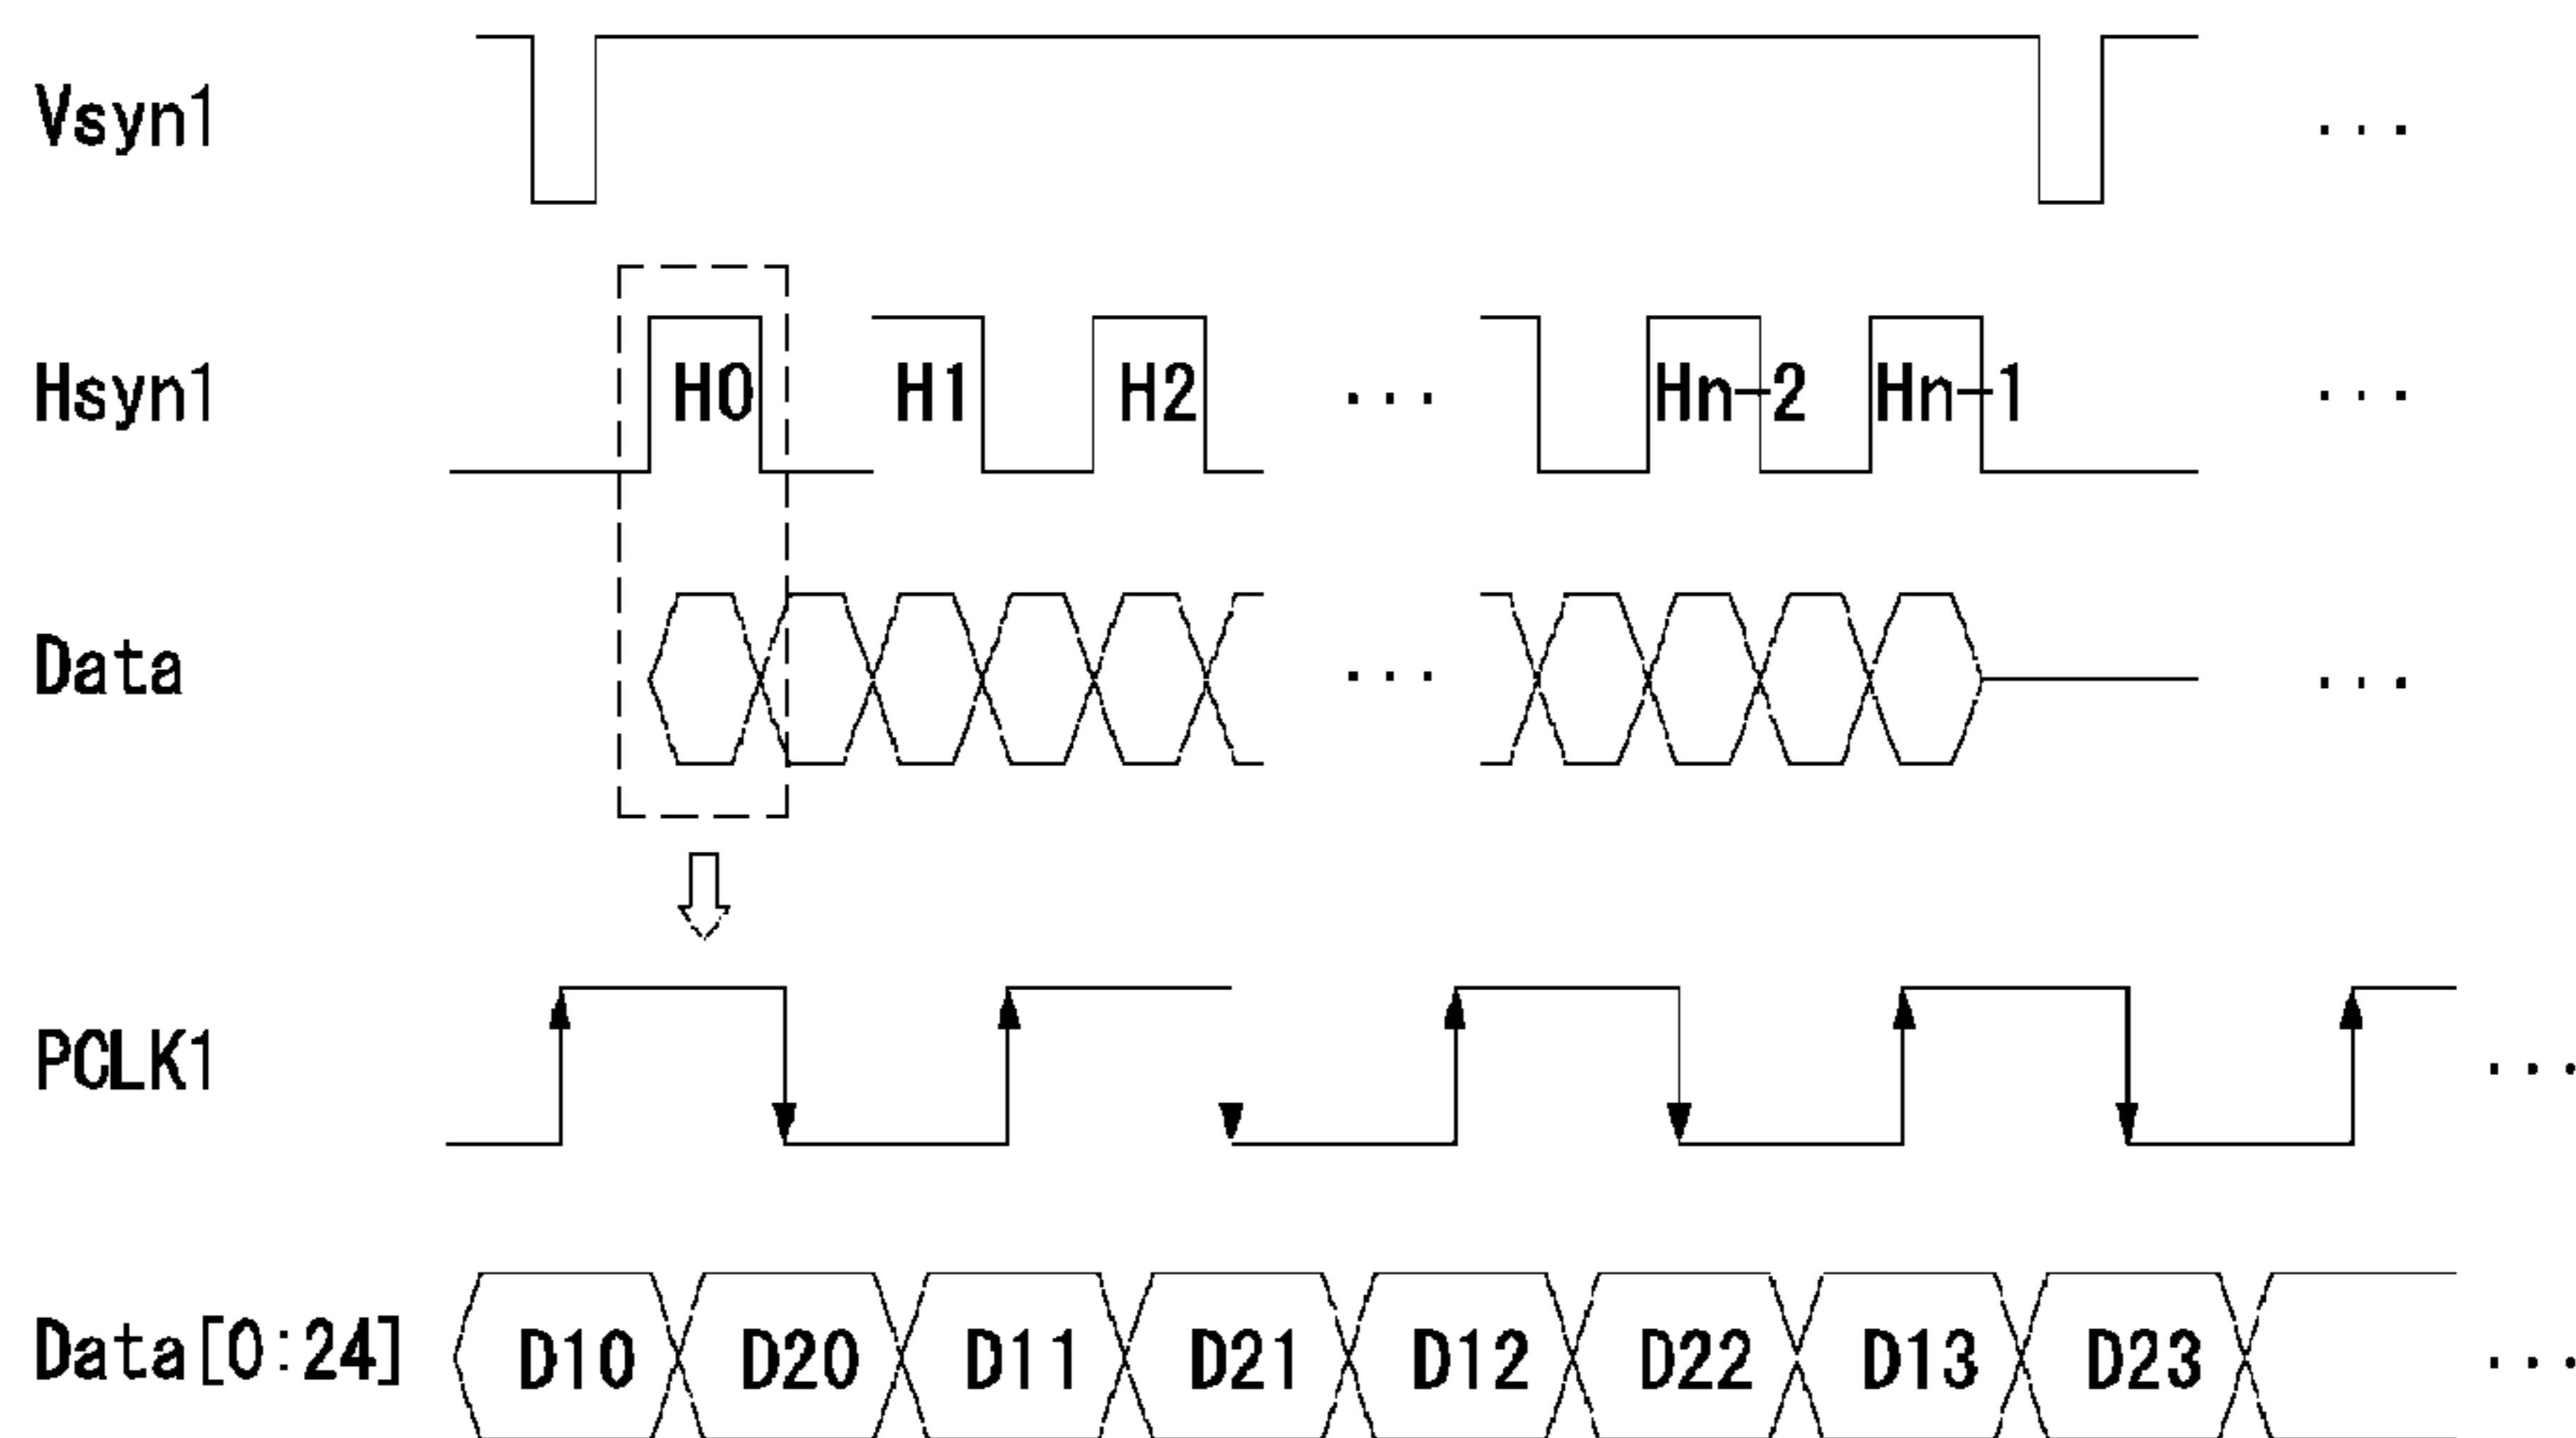 Vsyn1 ...
Hsyn1 H0 H1 H2 ... Hn-2 Hn-1 ...
Data ... ...
PCLK1 ...
Data[0:24] D10 D20 D11 D21 D12 D22 D13 D23 ...